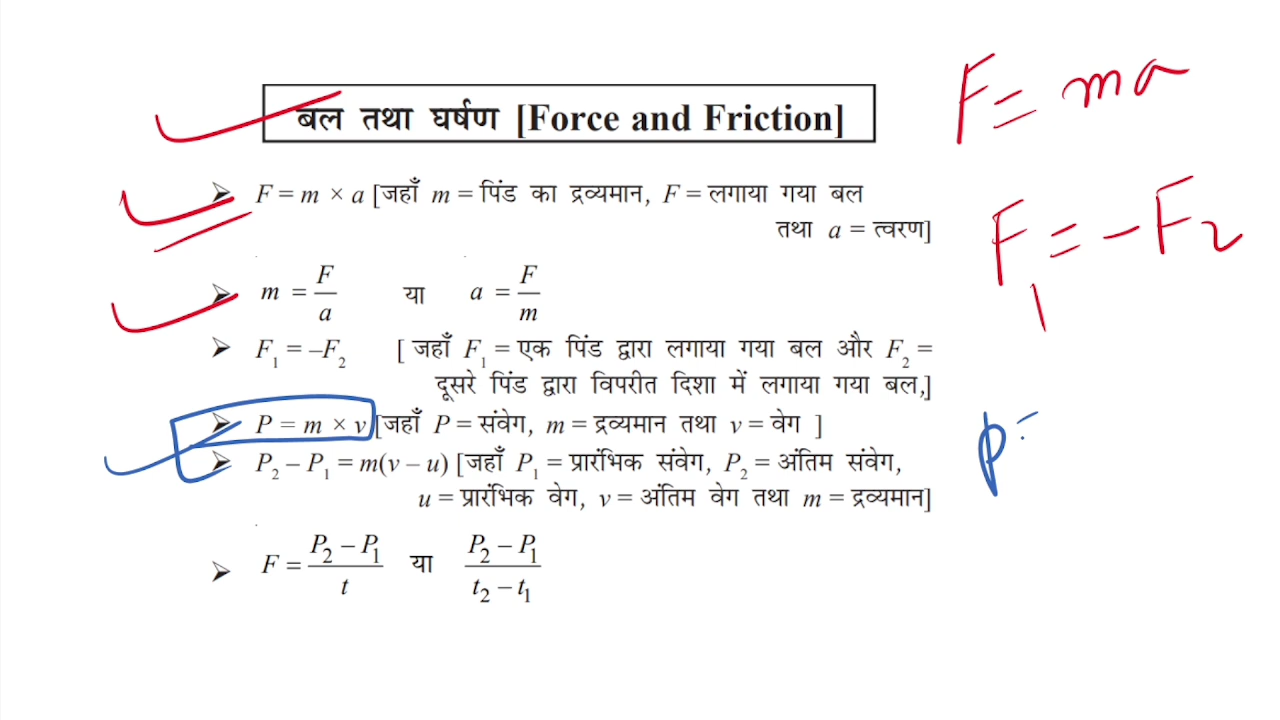 बल तथा घर्षण [Force and Friction]
F = ma
➢ F = m × a [जहाँ m = पिंड का द्रव्यमान, F = लगाया गया बल
तथा a = त्वरण]
F₁ = –F₂
➢ m = F/a या a = F/m
➢ F₁ = –F₂ [ जहाँ F₁ = एक पिंड द्वारा लगाया गया बल और F₂ =
दूसरे पिंड द्वारा विपरीत दिशा में लगाया गया बल,]
➢ P = m × v [जहाँ P = संवेग, m = द्रव्यमान तथा v = वेग ]
p =
➢ P₂ – P₁ = m(v – u) [जहाँ P₁ = प्रारंभिक संवेग, P₂ = अंतिम संवेग,
u = प्रारंभिक वेग, v = अंतिम वेग तथा m = द्रव्यमान]
➢ F = P₂ – P₁/t या P₂ – P₁/t₂ – t₁